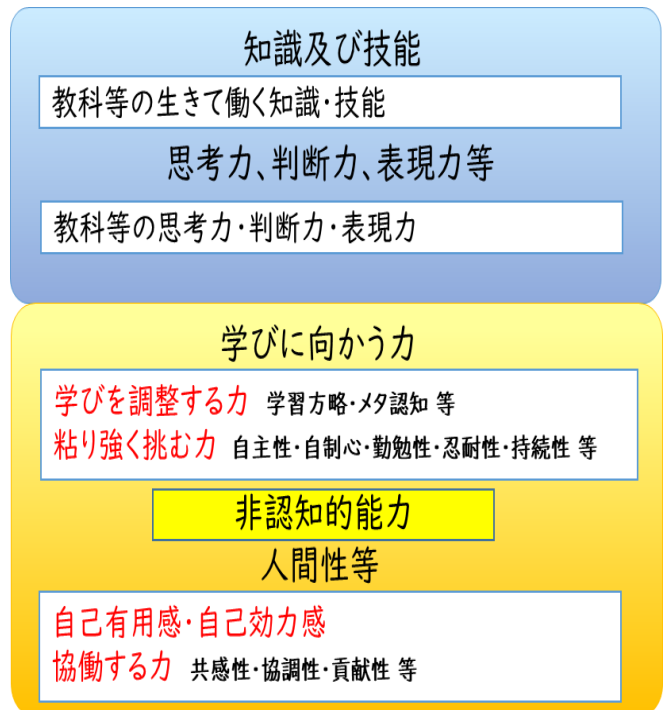 知識及び技能
教科等の生きて働く知識・技能
思考力、判断力、表現力等
教科等の思考力・判断力・表現力
学びに向かう力
学びを調整する力 学習方略・メタ認知 等
粘り強く挑む力 自主性・自制心・勤勉性・忍耐性・持続性 等
非認知的能力
人間性等
自己有用感・自己効力感
協働する力 共感性・協調性・貢献性 等